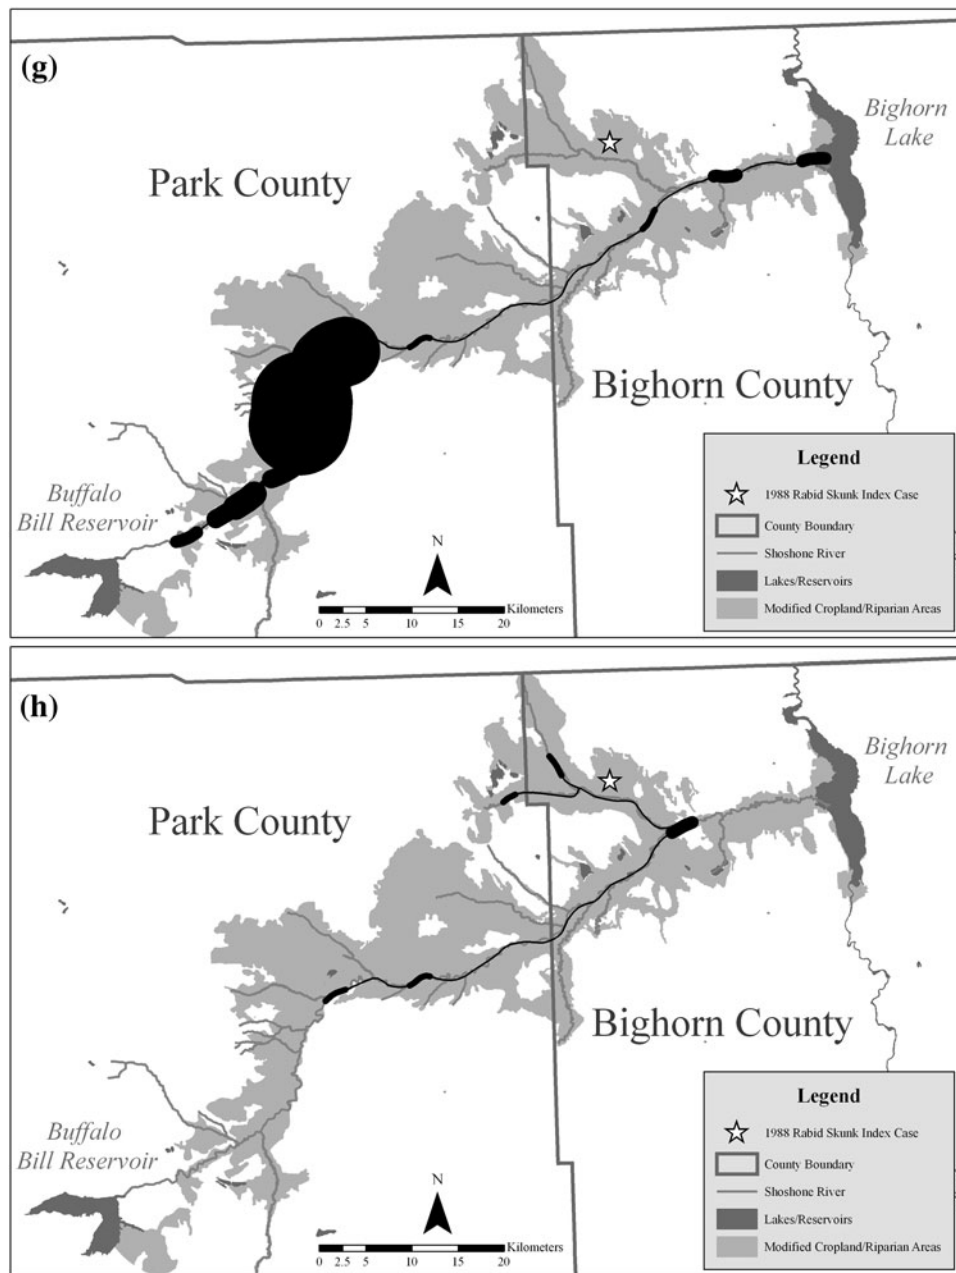 (g)
Bighorn
Lake
Park County
Bighorn County
Buffalo
Bill Reservoir
N
Kilometers
0 2.5 5 10 15 20
Legend
1988 Rabid Skunk Index Case
County Boundary
Shoshone River
Lakes/Reservoirs
Modified Cropland/Riparian Areas
(h)
Bighorn
Lake
Park County
Bighorn County
Buffalo
Bill Reservoir
N
Kilometers
0 2.5 5 10 15 20
Legend
1988 Rabid Skunk Index Case
County Boundary
Shoshone River
Lakes/Reservoirs
Modified Cropland/Riparian Areas